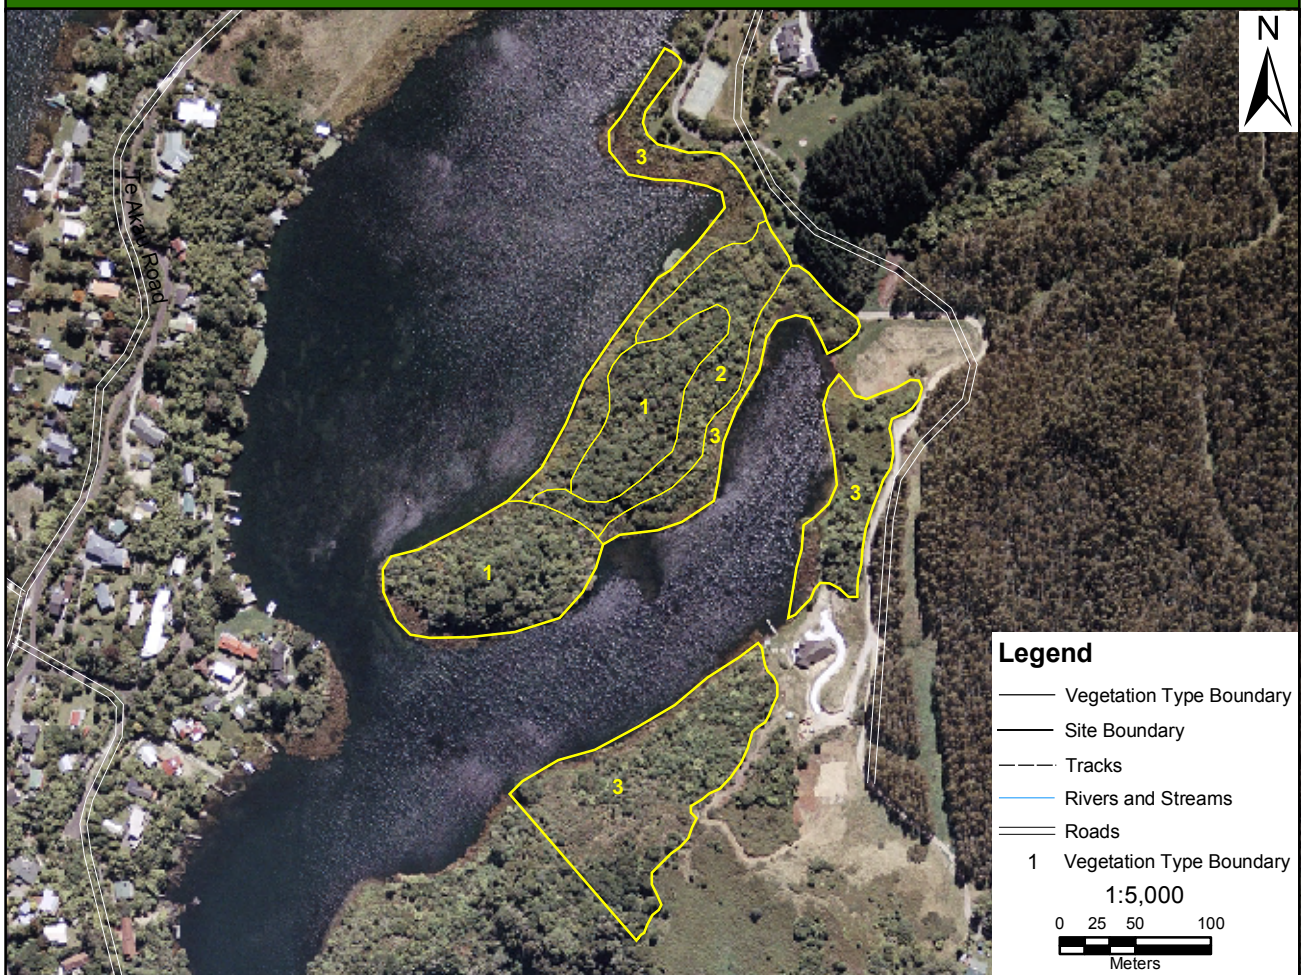 N
3
Te Akau Road
2
1
3
3
1
3
Legend
Vegetation Type Boundary
Site Boundary
Tracks
Rivers and Streams
Roads
1 Vegetation Type Boundary
1:5,000
0 25 50 100
Meters